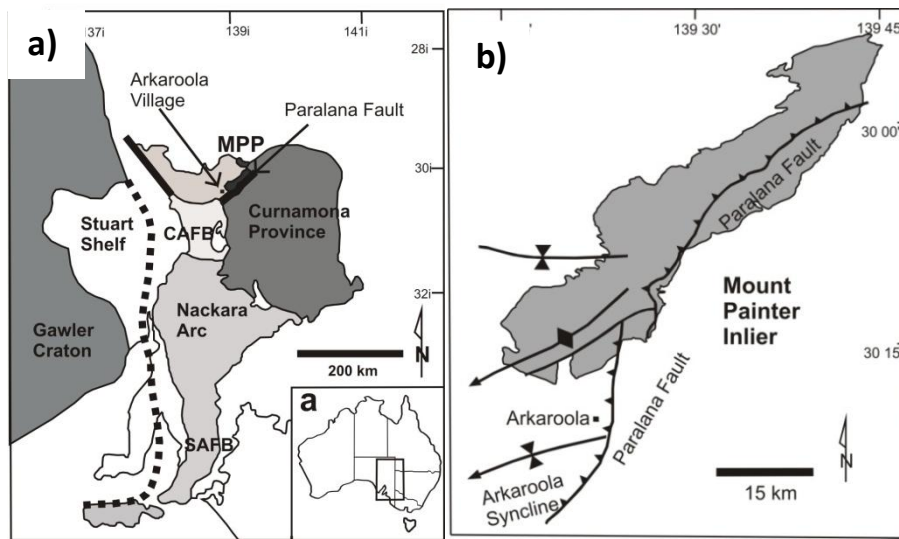 a)
37i
139i
141i
28i
30i
32i
Arkaroola
Village
Paralana Fault
MPP
Stuart
Shelf
CAFB
Curnamona
Province
Nackara
Arc
Gawler
Craton
N
200 km
SAFB
a
b)
139 30'
139 45
30 00'
Paralana Fault
Mount
Painter
Inlier
30 15'
Arkaroola
Paralana Fault
Arkaroola
Syncline
N
15 km